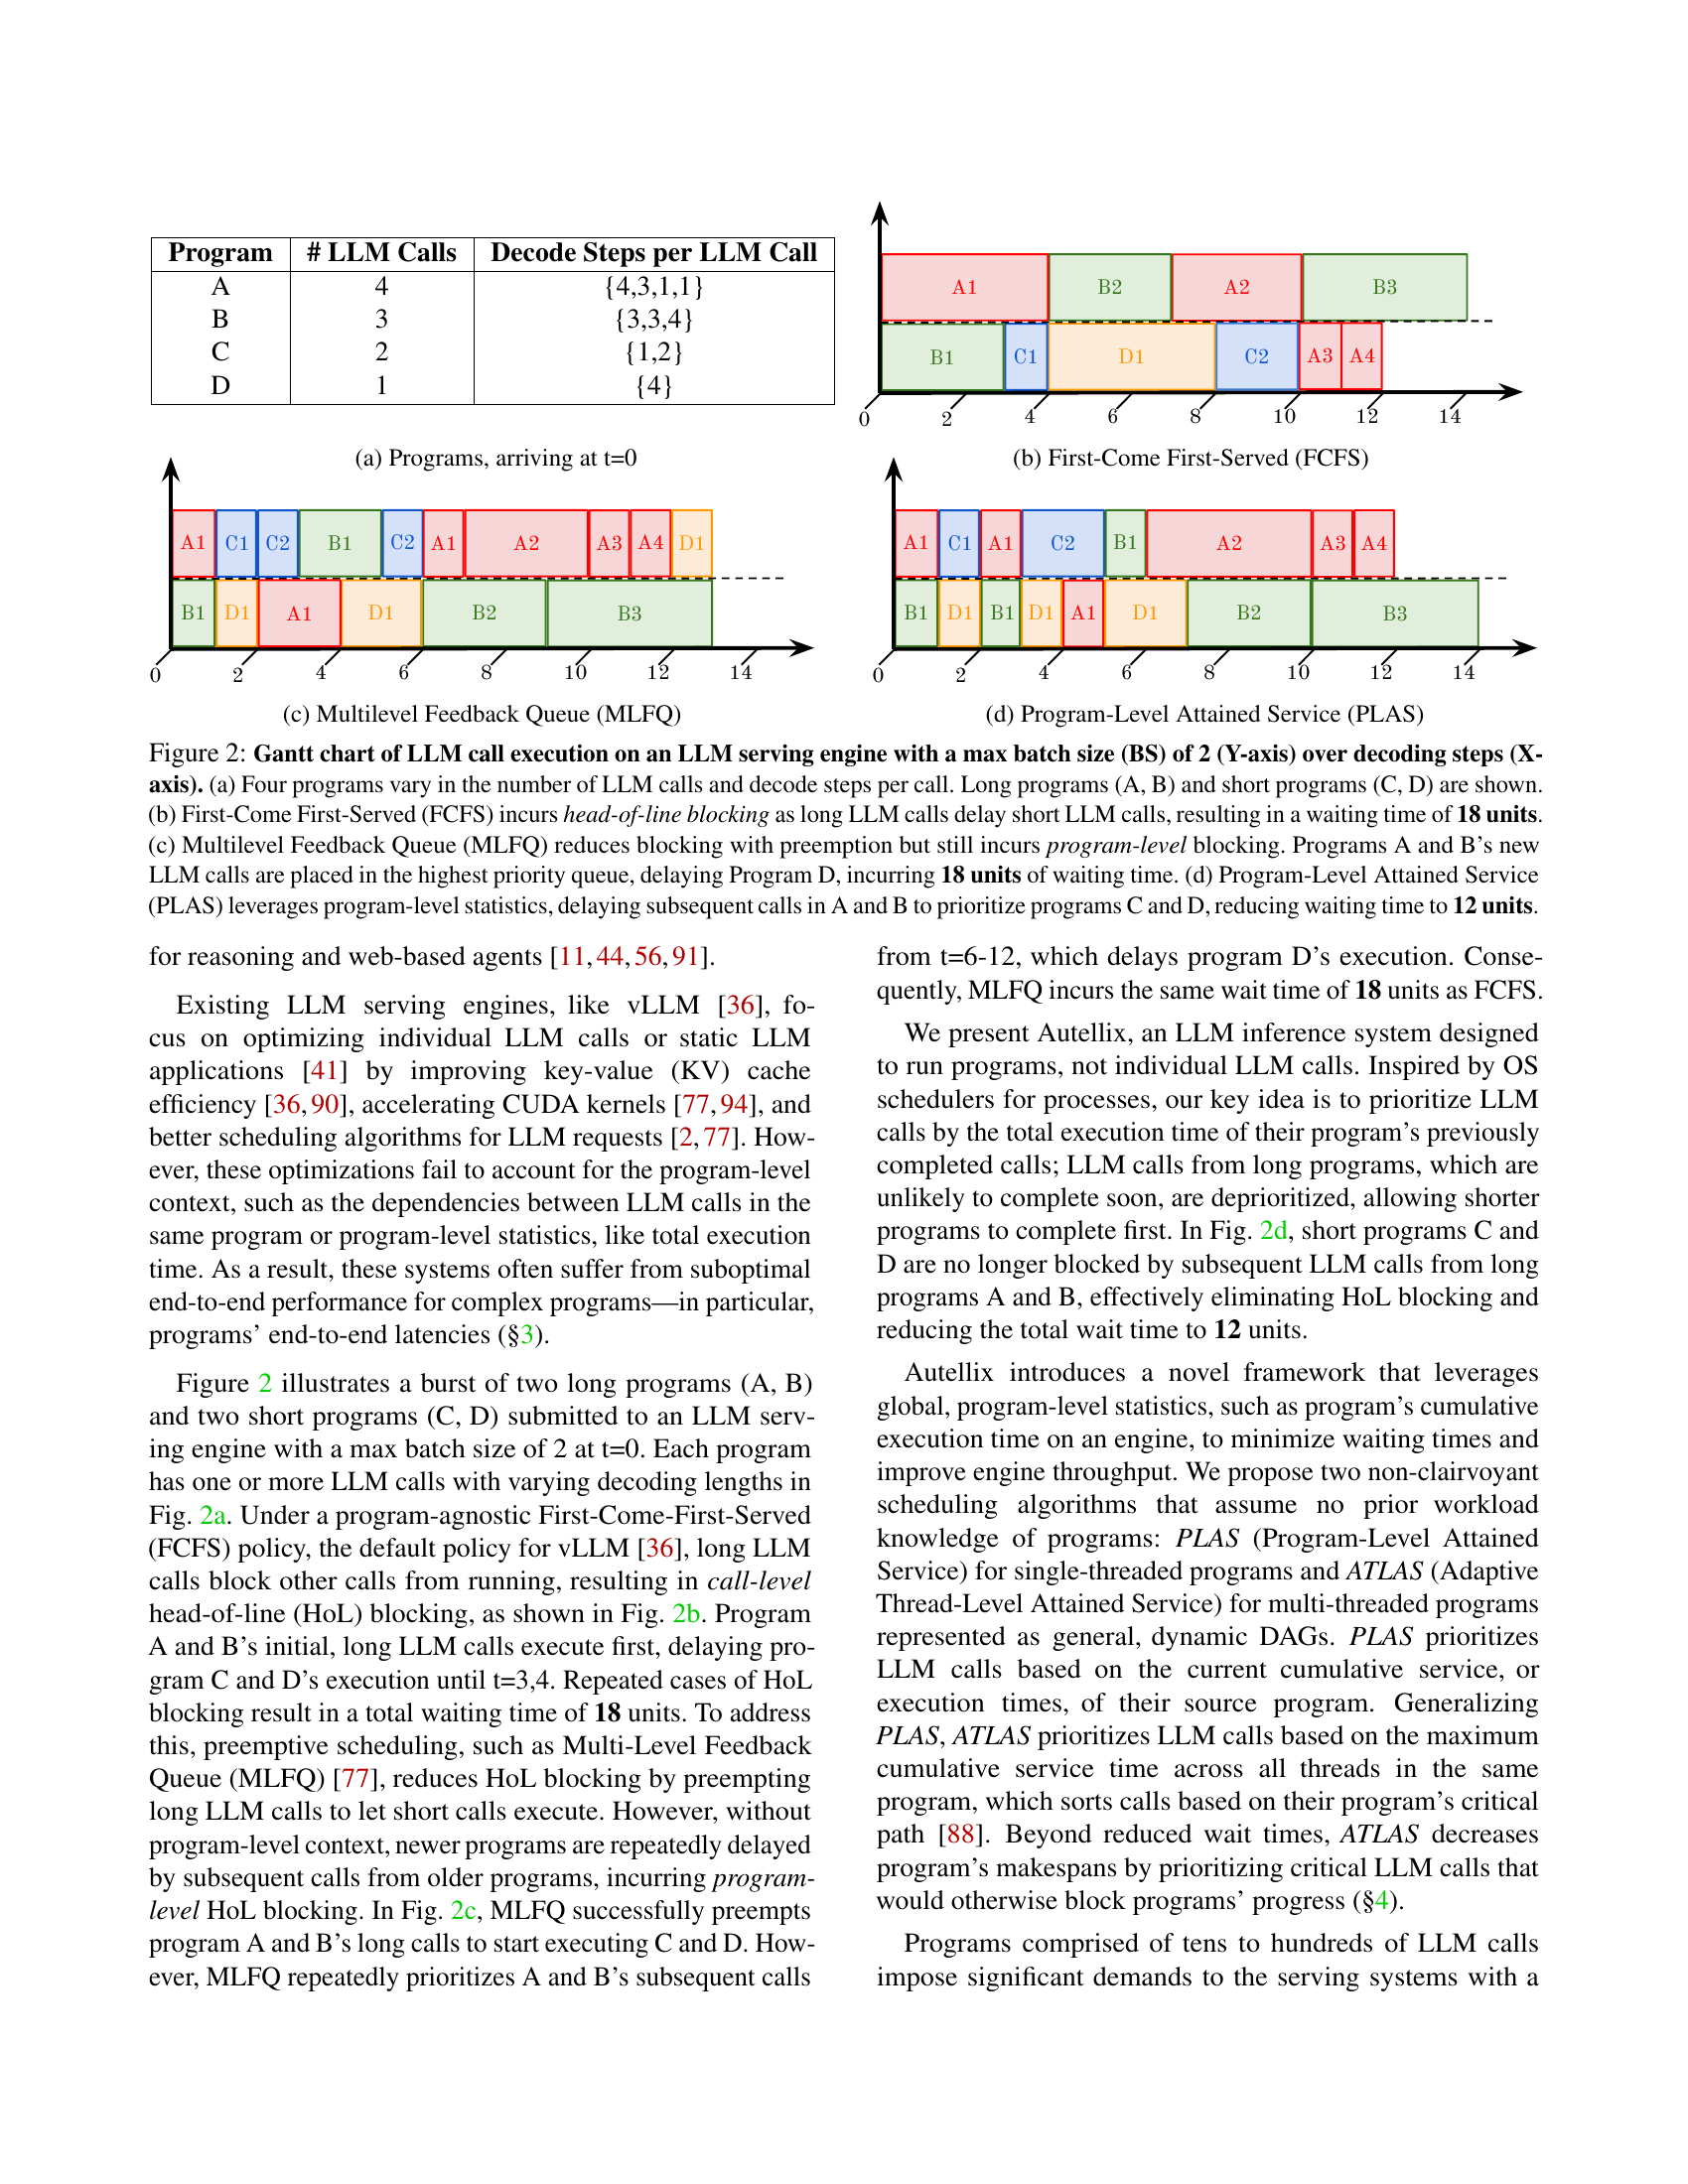 Program # LLM Calls Decode Steps per LLM Call
A 4 {4,3,1,1}
B 3 {3,3,4}
C 2 {1,2}
D 1 {4}
(a) Programs, arriving at t=0
A1 B2 A2 B3
B1 C1 D1 C2 A3 A4
0 2 4 6 8 10 12 14
(b) First-Come First-Served (FCFS)
A1 C1 C2 B1 C2 A1 A2 A3 A4 D1
B1 D1 A1 D1 B2 B3
0 2 4 6 8 10 12 14
(c) Multilevel Feedback Queue (MLFQ)
A1 C1 A1 C2 B1 A2 A3 A4
B1 D1 B1 D1 A1 D1 B2 B3
0 2 4 6 8 10 12 14
(d) Program-Level Attained Service (PLAS)
Figure 2: Gantt chart of LLM call execution on an LLM serving engine with a max batch size (BS) of 2 (Y-axis) over decoding steps (X-
axis). (a) Four programs vary in the number of LLM calls and decode steps per call. Long programs (A, B) and short programs (C, D) are shown.
(b) First-Come First-Served (FCFS) incurs head-of-line blocking as long LLM calls delay short LLM calls, resulting in a waiting time of 18 units.
(c) Multilevel Feedback Queue (MLFQ) reduces blocking with preemption but still incurs program-level blocking. Programs A and B's new
LLM calls are placed in the highest priority queue, delaying Program D, incurring 18 units of waiting time. (d) Program-Level Attained Service
(PLAS) leverages program-level statistics, delaying subsequent calls in A and B to prioritize programs C and D, reducing waiting time to 12 units.
for reasoning and web-based agents [11,44,56,91].
Existing LLM serving engines, like vLLM [36], fo-
cus on optimizing individual LLM calls or static LLM
applications [41] by improving key-value (KV) cache
efficiency [36,90], accelerating CUDA kernels [77,94], and
better scheduling algorithms for LLM requests [2,77]. How-
ever, these optimizations fail to account for the program-level
context, such as the dependencies between LLM calls in the
same program or program-level statistics, like total execution
time. As a result, these systems often suffer from suboptimal
end-to-end performance for complex programs—in particular,
programs' end-to-end latencies (§3).
Figure 2 illustrates a burst of two long programs (A, B)
and two short programs (C, D) submitted to an LLM serv-
ing engine with a max batch size of 2 at t=0. Each program
has one or more LLM calls with varying decoding lengths in
Fig. 2a. Under a program-agnostic First-Come-First-Served
(FCFS) policy, the default policy for vLLM [36], long LLM
calls block other calls from running, resulting in call-level
head-of-line (HoL) blocking, as shown in Fig. 2b. Program
A and B's initial, long LLM calls execute first, delaying pro-
gram C and D's execution until t=3,4. Repeated cases of HoL
blocking result in a total waiting time of 18 units. To address
this, preemptive scheduling, such as Multi-Level Feedback
Queue (MLFQ) [77], reduces HoL blocking by preempting
long LLM calls to let short calls execute. However, without
program-level context, newer programs are repeatedly delayed
by subsequent calls from older programs, incurring program-
level HoL blocking. In Fig. 2c, MLFQ successfully preempts
program A and B's long calls to start executing C and D. How-
ever, MLFQ repeatedly prioritizes A and B's subsequent calls
from t=6-12, which delays program D's execution. Conse-
quently, MLFQ incurs the same wait time of 18 units as FCFS.
We present Autellix, an LLM inference system designed
to run programs, not individual LLM calls. Inspired by OS
schedulers for processes, our key idea is to prioritize LLM
calls by the total execution time of their program's previously
completed calls; LLM calls from long programs, which are
unlikely to complete soon, are deprioritized, allowing shorter
programs to complete first. In Fig. 2d, short programs C and
D are no longer blocked by subsequent LLM calls from long
programs A and B, effectively eliminating HoL blocking and
reducing the total wait time to 12 units.
Autellix introduces a novel framework that leverages
global, program-level statistics, such as program's cumulative
execution time on an engine, to minimize waiting times and
improve engine throughput. We propose two non-clairvoyant
scheduling algorithms that assume no prior workload
knowledge of programs: PLAS (Program-Level Attained
Service) for single-threaded programs and ATLAS (Adaptive
Thread-Level Attained Service) for multi-threaded programs
represented as general, dynamic DAGs. PLAS prioritizes
LLM calls based on the current cumulative service, or
execution times, of their source program. Generalizing
PLAS, ATLAS prioritizes LLM calls based on the maximum
cumulative service time across all threads in the same
program, which sorts calls based on their program's critical
path [88]. Beyond reduced wait times, ATLAS decreases
program's makespans by prioritizing critical LLM calls that
would otherwise block programs' progress (§4).
Programs comprised of tens to hundreds of LLM calls
impose significant demands to the serving systems with a